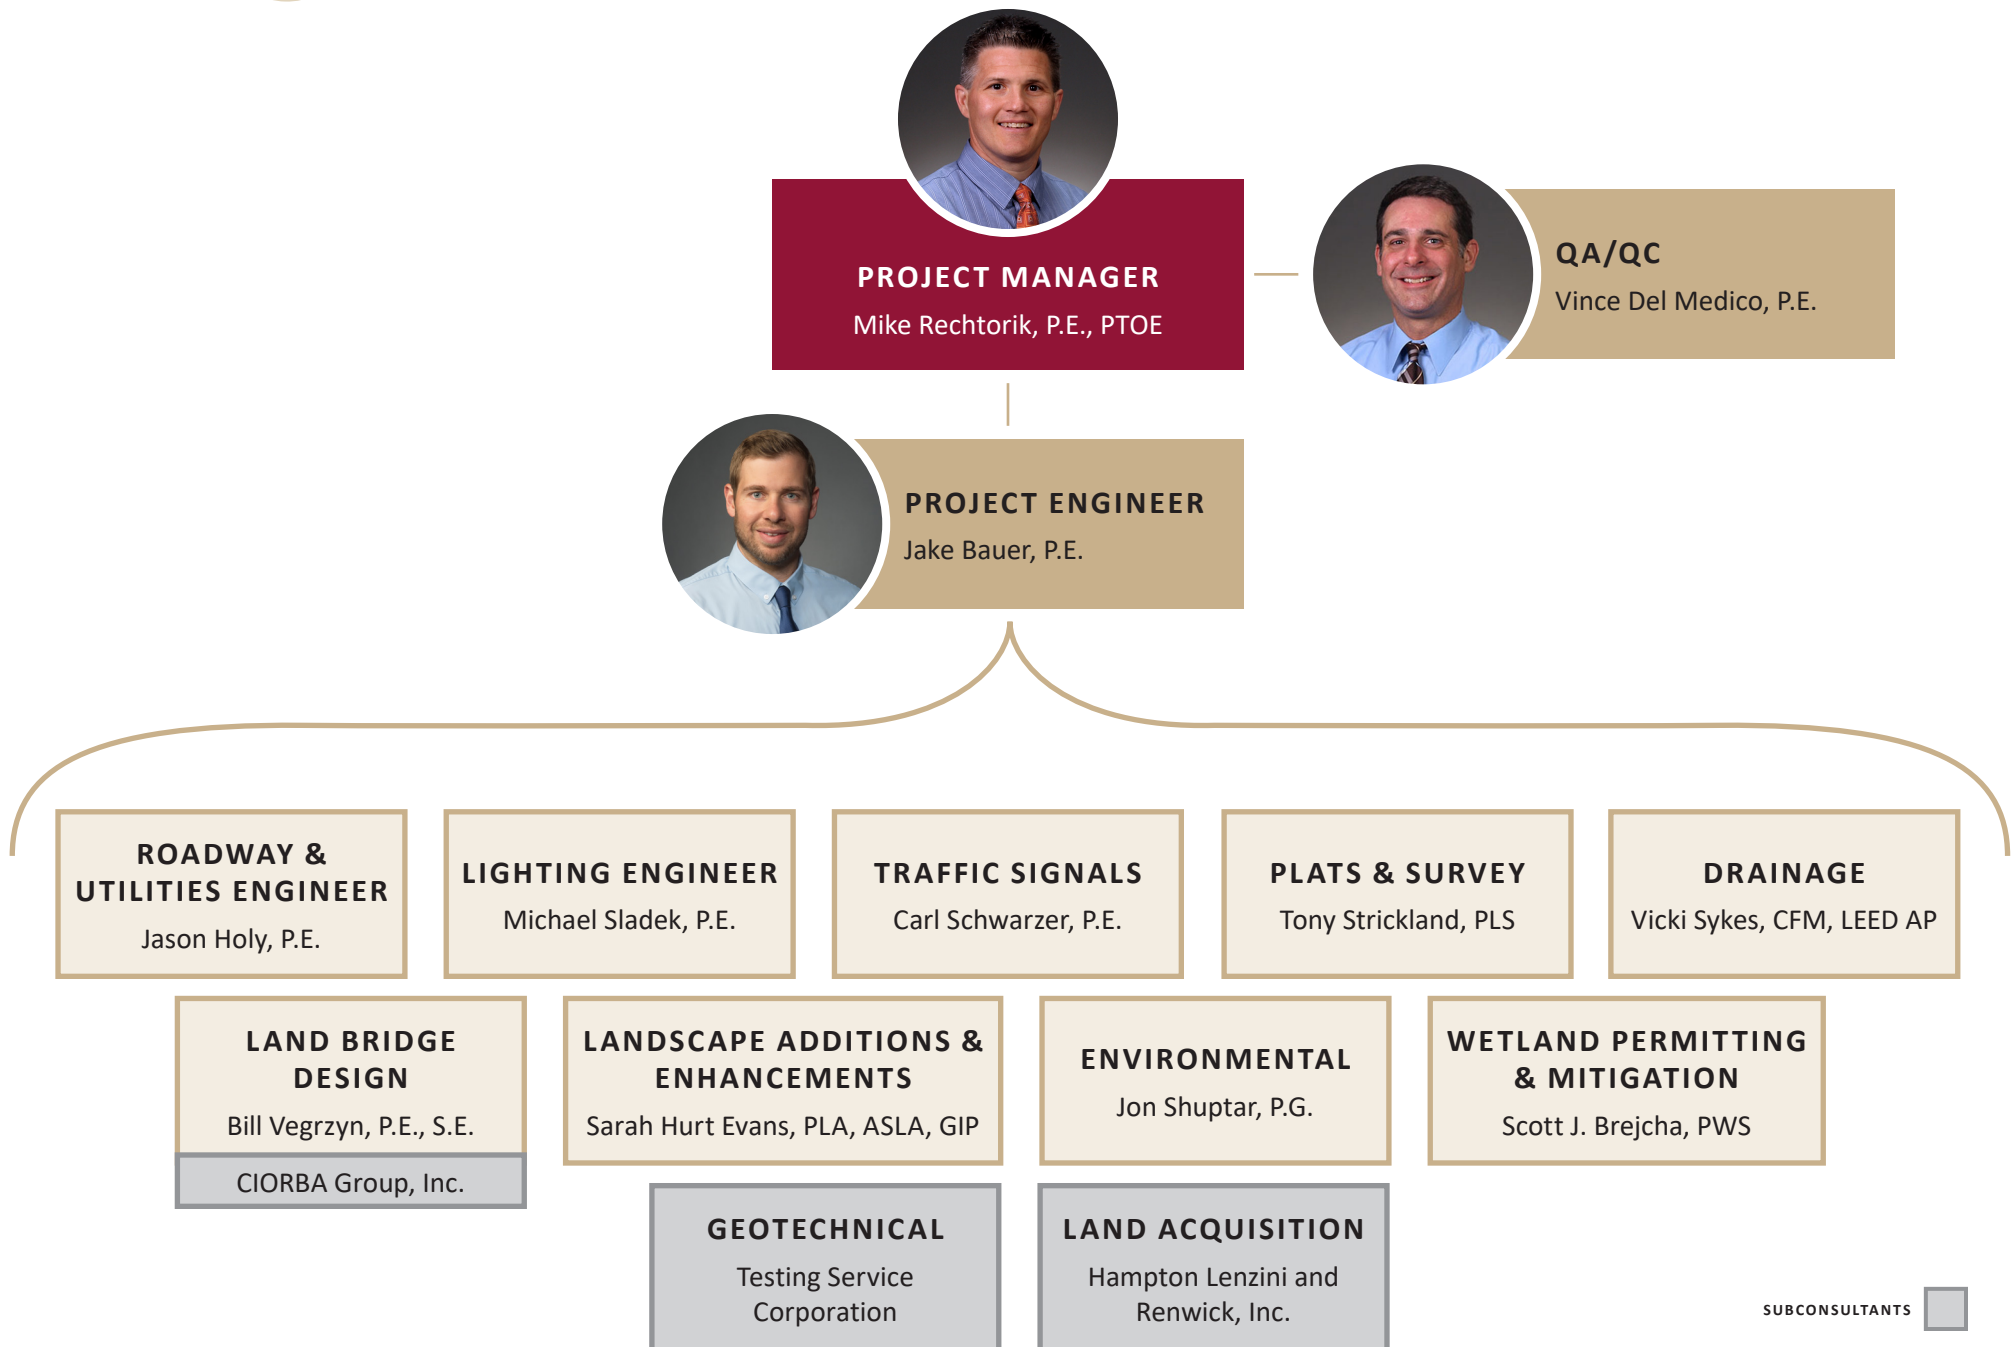 PROJECT MANAGER
Mike Rechtorik, P.E., PTOE
QA/QC
Vince Del Medico, P.E.
PROJECT ENGINEER
Jake Bauer, P.E.
ROADWAY &
UTILITIES ENGINEER
Jason Holy, P.E.
LIGHTING ENGINEER
Michael Sladek, P.E.
TRAFFIC SIGNALS
Carl Schwarzer, P.E.
PLATS & SURVEY
Tony Strickland, PLS
DRAINAGE
Vicki Sykes, CFM, LEED AP
LAND BRIDGE
DESIGN
Bill Vegrzyn, P.E., S.E.
CIORBA Group, Inc.
LANDSCAPE ADDITIONS &
ENHANCEMENTS
Sarah Hurt Evans, PLA, ASLA, GIP
ENVIRONMENTAL
Jon Shuptar, P.G.
WETLAND PERMITTING
& MITIGATION
Scott J. Brejcha, PWS
GEOTECHNICAL
Testing Service
Corporation
LAND ACQUISITION
Hampton Lenzini and
Renwick, Inc.
SUBCONSULTANTS